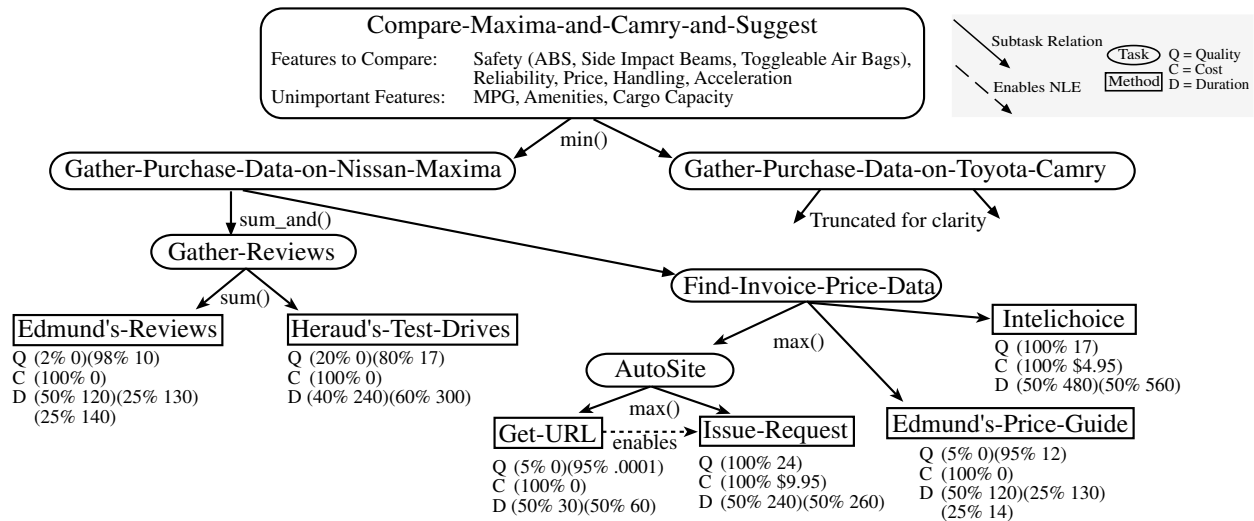 Compare-Maxima-and-Camry-and-Suggest
Features to Compare: Safety (ABS, Side Impact Beams, Toggleable Air Bags),
Reliability, Price, Handling, Acceleration
Unimportant Features: MPG, Amenities, Cargo Capacity
Subtask Relation
Enables NLE
Task
Method
Q = Quality
C = Cost
D = Duration
min()
Gather-Purchase-Data-on-Nissan-Maxima
Gather-Purchase-Data-on-Toyota-Camry
sum_and()
Truncated for clarity
Gather-Reviews
Find-Invoice-Price-Data
sum()
max()
Edmund's-Reviews
Q (2% 0)(98% 10)
C (100% 0)
D (50% 120)(25% 130)
(25% 140)
Heraud's-Test-Drives
Q (20% 0)(80% 17)
C (100% 0)
D (40% 240)(60% 300)
Intelichoice
Q (100% 17)
C (100% $4.95)
D (50% 480)(50% 560)
AutoSite
max()
Get-URL
enables
Q (5% 0)(95% .0001)
C (100% 0)
D (50% 30)(50% 60)
Issue-Request
Q (100% 24)
C (100% $9.95)
D (50% 240)(50% 260)
Edmund's-Price-Guide
Q (5% 0)(95% 12)
C (100% 0)
D (50% 120)(25% 130)
(25% 14)